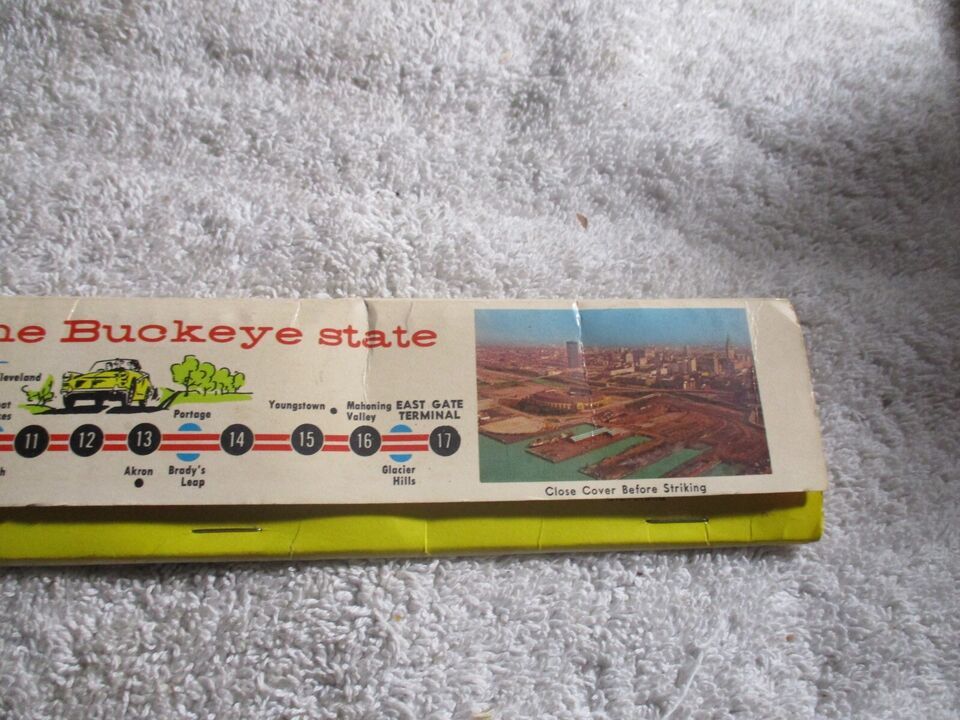 he Buckeye state
leveland
Portage
Youngstown
Mahoning Valley
EAST GATE TERMINAL
11 12 13 14 15 16 17
Akron
Brady's Leap
Glacier Hills
Close Cover Before Striking